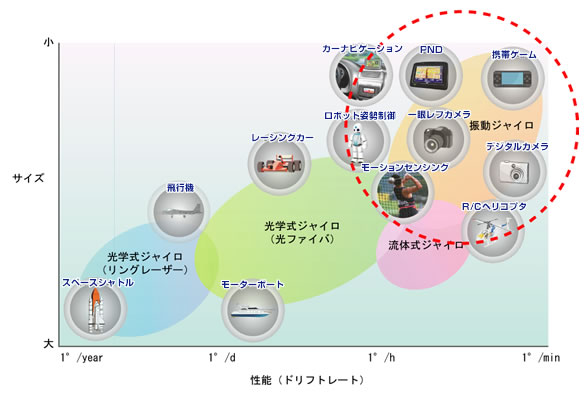 小
カーナビケーション
PND
携帯ゲーム
ロボット姿勢制御
一眼レフカメラ
振動ジャイロ
レーシングカー
デジタルカメラ
サイズ
モーションセンシング
飛行機
R/Cヘリコプタ
光学式ジャイロ
(光ファイバ)
流体式ジャイロ
光学式ジャイロ
(リングレーザー)
スペースシャトル
モーターボート
大
1° /year
1° /d
1° /h
1° /min
性能(ドリフトレート)